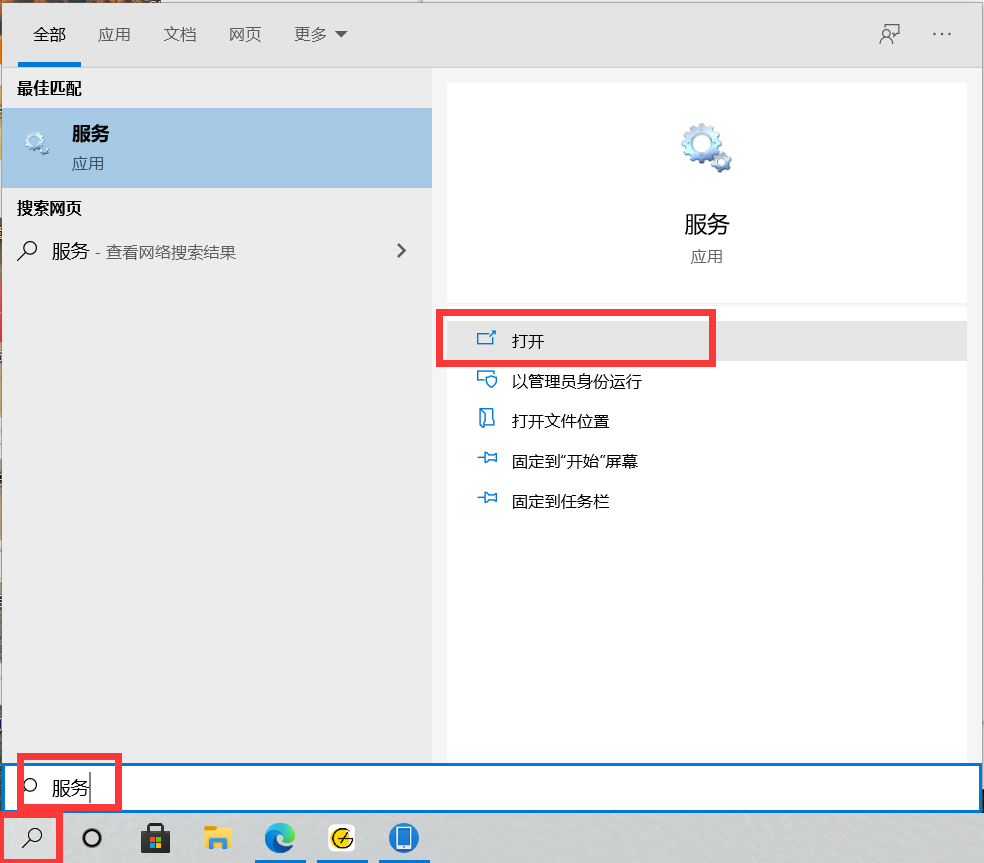 全部 应用 文档 网页 更多
最佳匹配
服务
应用
搜索网页
服务 - 查看网络搜索结果
服务
应用
打开
以管理员身份运行
打开文件位置
固定到“开始”屏幕
固定到任务栏
服务